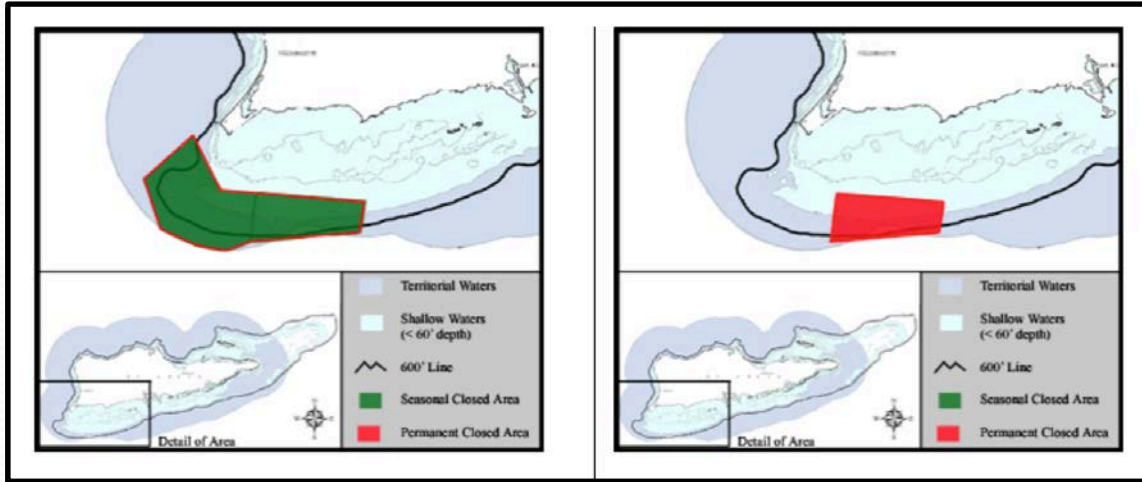 Territorial Waters
Shallow Waters
(< 60' depth)
600' Line
Seasonal Closed Area
Permanent Closed Area
Detail of Area
Territorial Waters
Shallow Waters
(< 60' depth)
600' Line
Seasonal Closed Area
Permanent Closed Area
Detail of Area